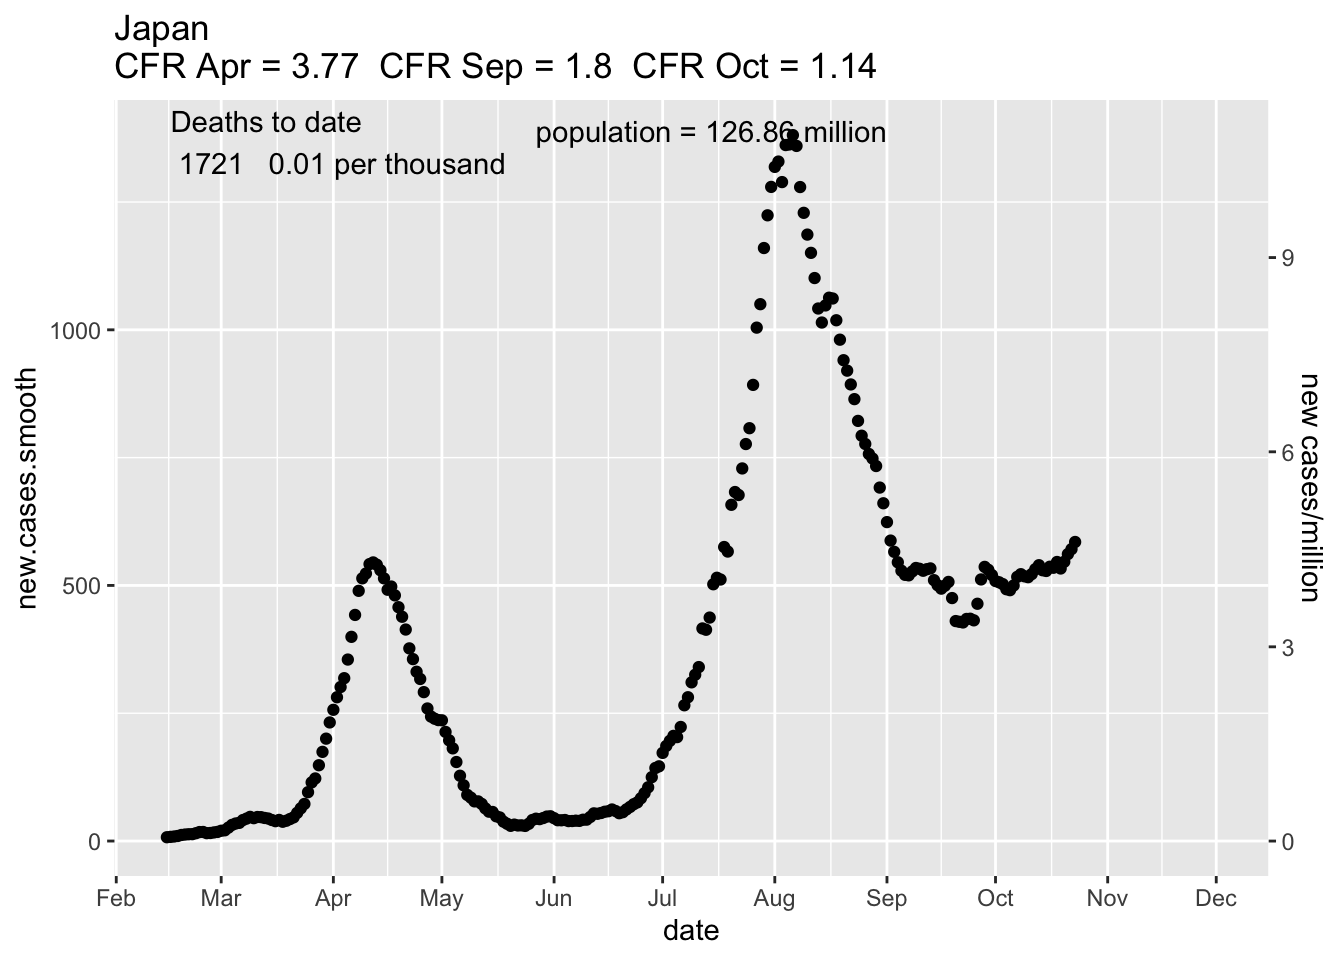 Japan
CFR Apr = 3.77  CFR Sep = 1.8  CFR Oct = 1.14
Deaths to date
1721   0.01 per thousand
population = 126.86 million
new.cases.smooth
1000
500
0
9
6
3
0
new cases/million
Feb Mar Apr May Jun Jul Aug Sep Oct Nov Dec
date